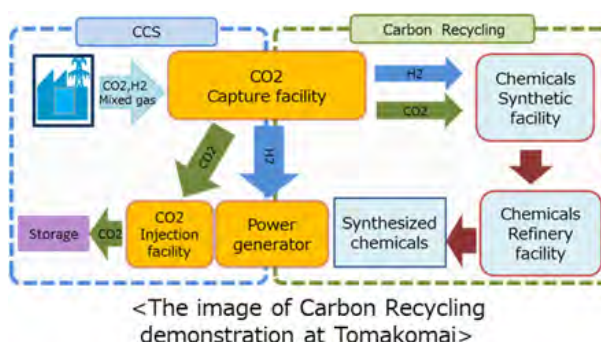 CCS
Carbon Recycling
CO2,H2
Mixed gas
CO2
Capture facility
H2
CO2
Chemicals
Synthetic
facility
CO2
H2
Storage
CO2
CO2
Injection
facility
Power
generator
Synthesized
chemicals
Chemicals
Refinery
facility
<The image of Carbon Recycling
demonstration at Tomakomai>